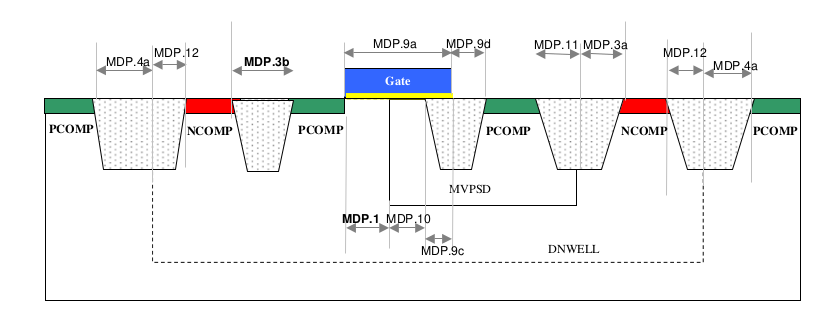 MDP.9a
MDP.9d
MDP.11
MDP.3a
MDP.12
MDP.12
MDP.4a
MDP.3b
MDP.4a
Gate
PCOMP
NCOMP
PCOMP
PCOMP
NCOMP
PCOMP
MVPSD
MDP.1
MDP.10
MDP.9c
DNWELL